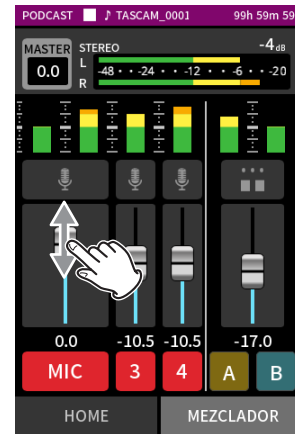 PODCAST ♪ TASCAM_0001 99h 59m 59
MASTER STEREO -4dB
0.0 L -48 -24 -12 -6 -20
R
0.0 -10.5 -10.5 -17.0
MIC 3 4 A B
HOME MEZCLADOR